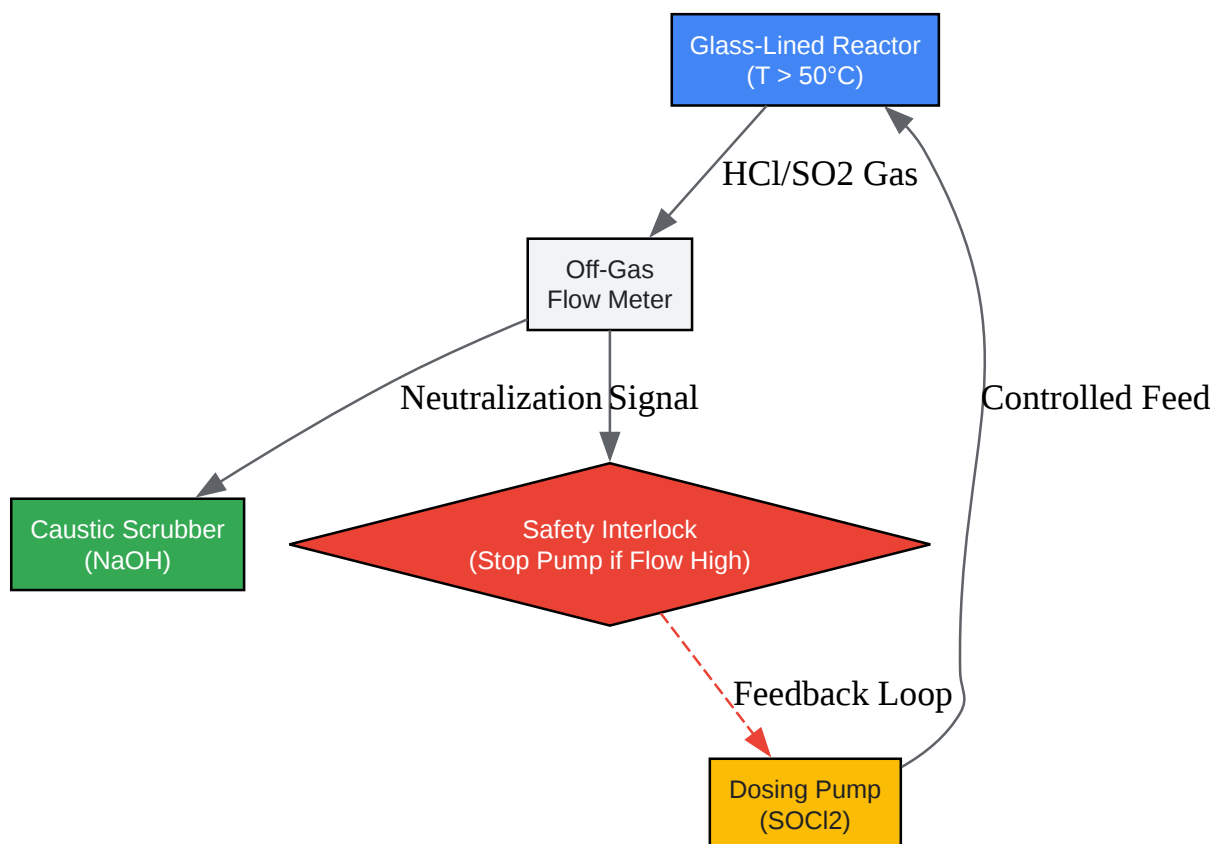 Glass-Lined Reactor
(T > 50°C)
HCl/SO2 Gas
Off-Gas
Flow Meter
Neutralization
Signal
Controlled Feed
Caustic Scrubber
(NaOH)
Safety Interlock
(Stop Pump if Flow High)
Feedback Loop
Dosing Pump
(SOCl2)